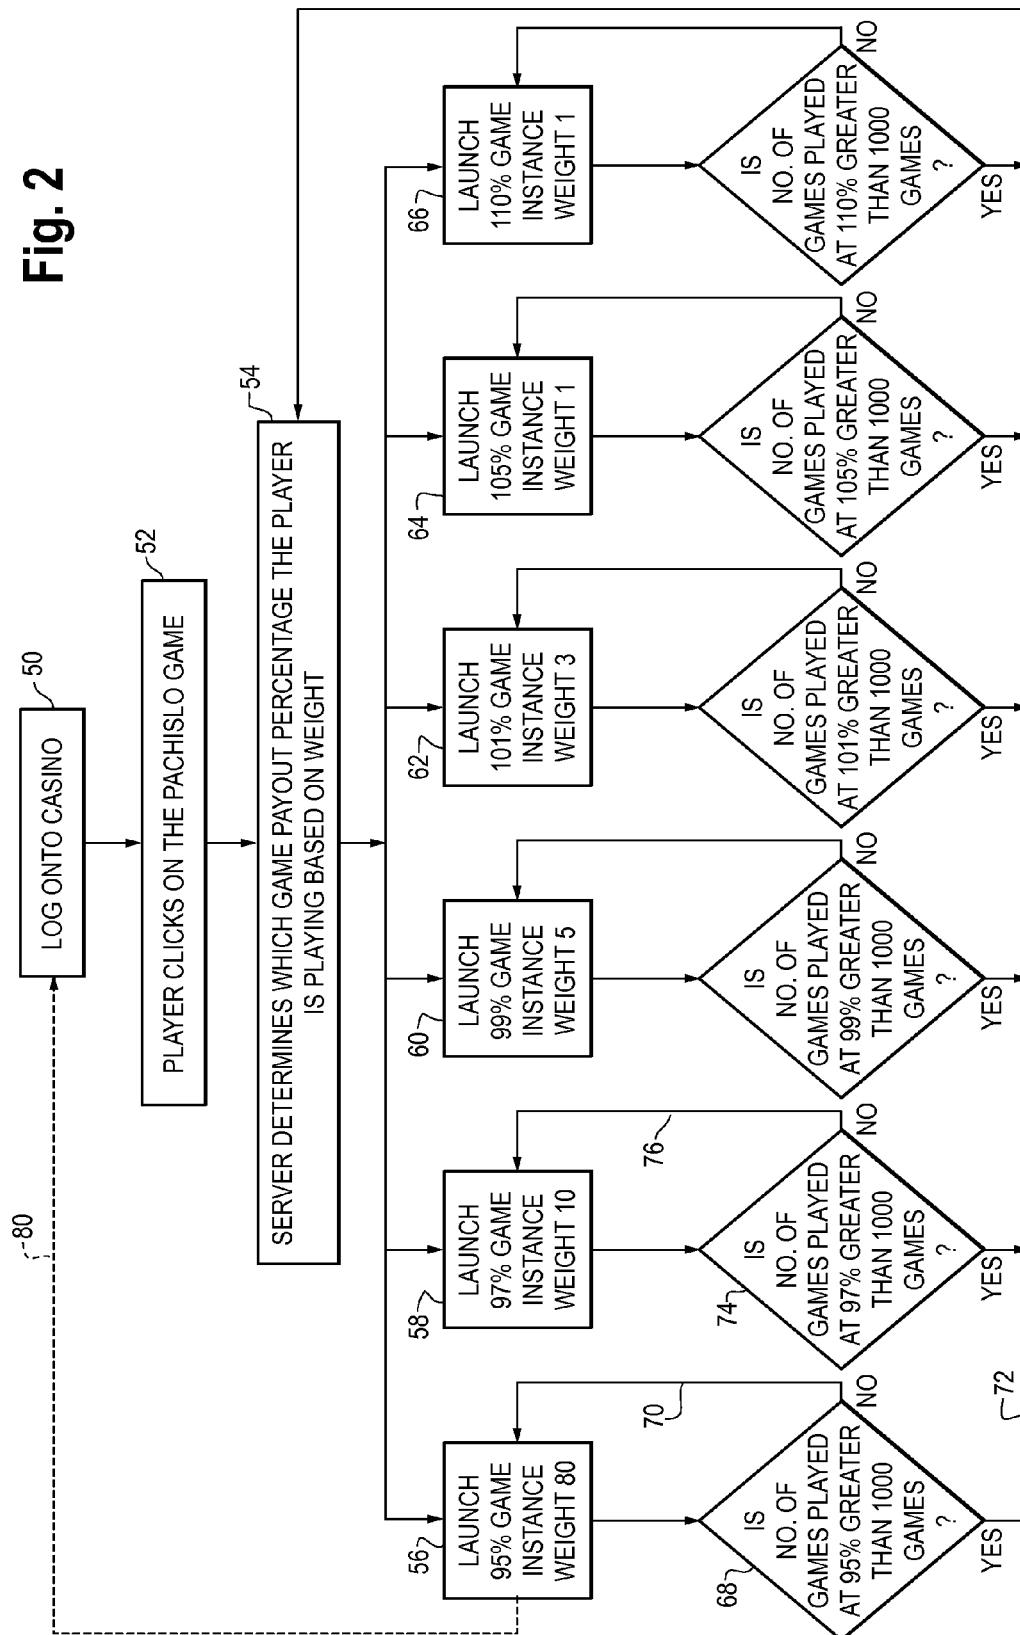 Fig. 2
80
LOG ONTO CASINO
50
PLAYER CLICKS ON THE PACHISLO GAME
52
SERVER DETERMINES WHICH GAME PAYOUT PERCENTAGE THE PLAYER
IS PLAYING BASED ON WEIGHT
54
56
LAUNCH
95% GAME
INSTANCE
WEIGHT 80
58
LAUNCH
97% GAME
INSTANCE
WEIGHT 10
60
LAUNCH
99% GAME
INSTANCE
WEIGHT 5
62
LAUNCH
101% GAME
INSTANCE
WEIGHT 3
64
LAUNCH
105% GAME
INSTANCE
WEIGHT 1
66
LAUNCH
110% GAME
INSTANCE
WEIGHT 1
70
76
68
IS
NO. OF
GAMES PLAYED
AT 95% GREATER
THAN 1000
GAMES
?
NO
YES
72
74
IS
NO. OF
GAMES PLAYED
AT 97% GREATER
THAN 1000
GAMES
?
NO
YES
IS
NO. OF
GAMES PLAYED
AT 99% GREATER
THAN 1000
GAMES
?
NO
YES
IS
NO. OF
GAMES PLAYED
AT 101% GREATER
THAN 1000
GAMES
?
NO
YES
IS
NO. OF
GAMES PLAYED
AT 105% GREATER
THAN 1000
GAMES
?
NO
YES
IS
NO. OF
GAMES PLAYED
AT 110% GREATER
THAN 1000
GAMES
?
NO
YES